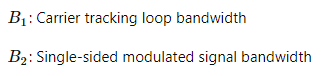 B₁: Carrier tracking loop bandwidth
B₂: Single-sided modulated signal bandwidth